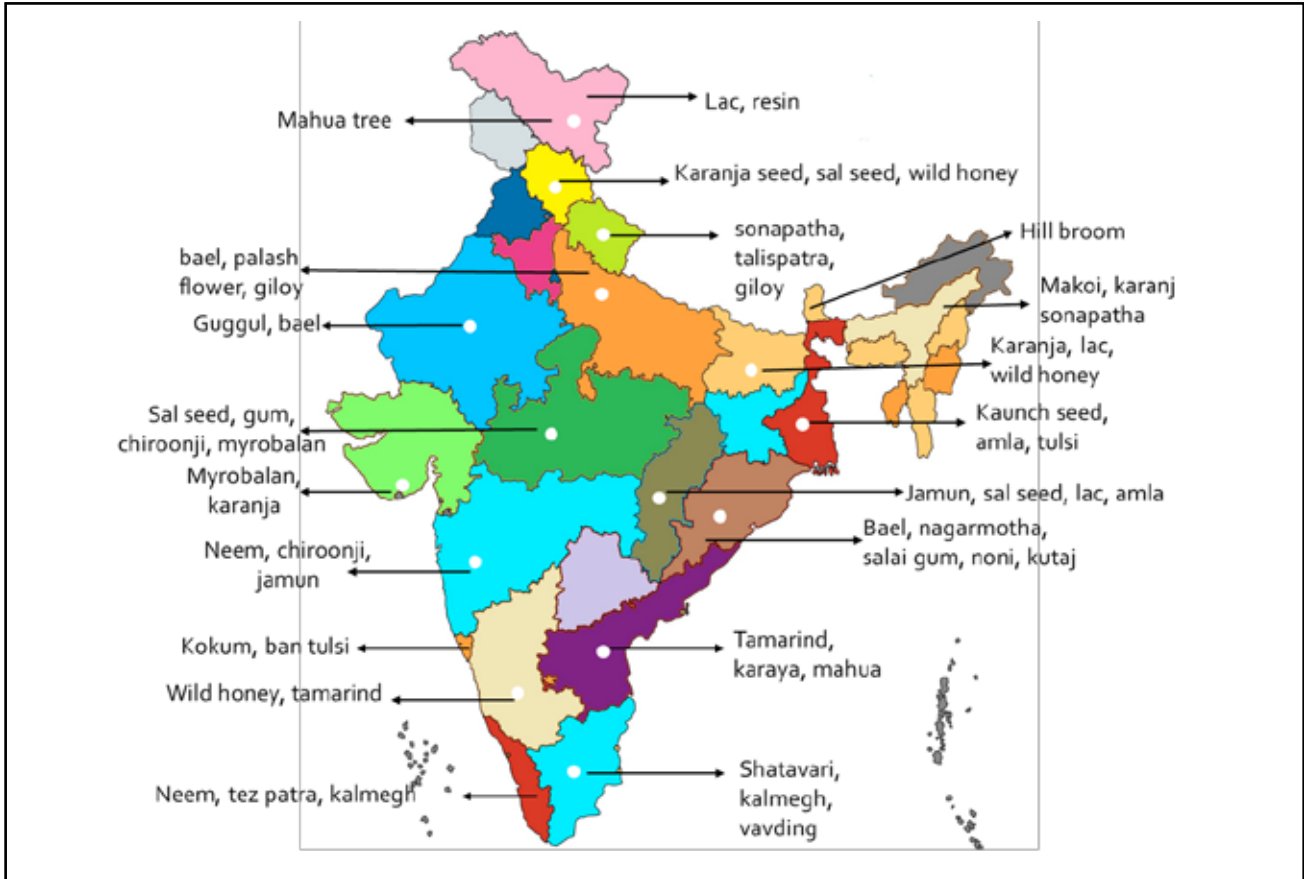 Lac, resin
Mahua tree
Karanja seed, sal seed, wild honey
sonapatha,
talispatra,
giloy
Hill broom
bael, palash
flower, giloy
Makoi, karanj
sonapatha
Guggul, bael
Karanja, lac,
wild honey
Sal seed, gum,
chiroonji, myrobalan
Kaunch seed,
amla, tulsi
Myrobalan,
karanja
Jamun, sal seed, lac, amla
Bael, nagarmotha,
salai gum, noni, kutaj
Neem, chiroonji,
jamun
Kokum, ban tulsi
Tamarind,
karaya, mahua
Wild honey, tamarind
Shatavari,
kalmegh,
vavding
Neem, tez patra, kalmegh